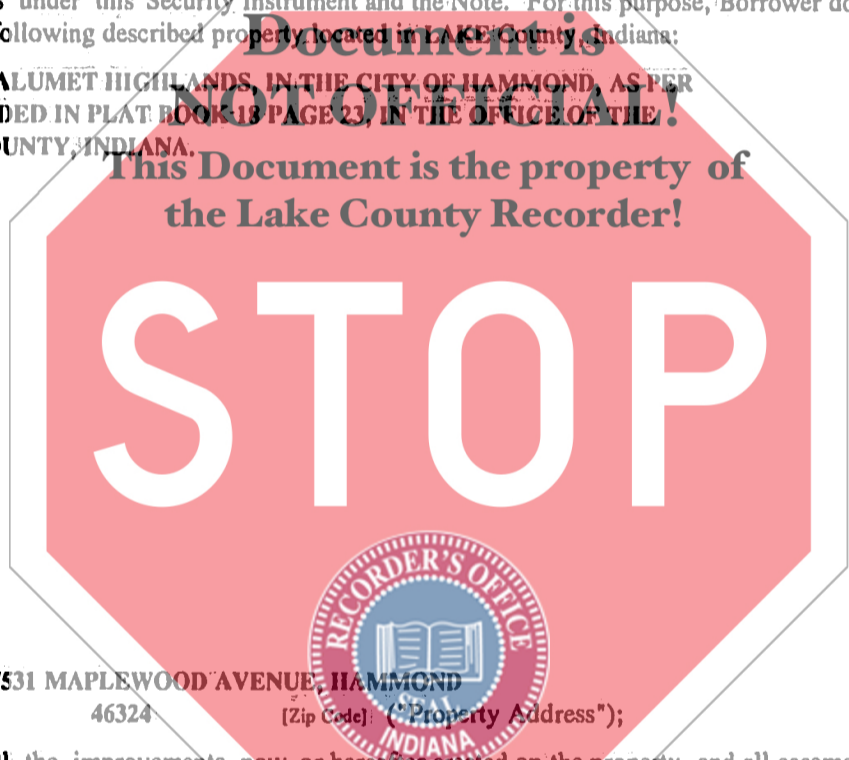 under this Security Instrument and the Note. For this purpose, Borrower do
ollowing described property located in LAKE County, Indiana:
Document is
ALUMET HIGHLANDS, IN THE CITY OF HAMMOND, AS PER
NOT OFFICIAL!
DED IN PLAT BOOK 18 PAGE 23, IN THE OFFICE OF THE
UNTY, INDIANA.
This Document is the property of
the Lake County Recorder!
STOP
RECORDER'S OFFICE
531 MAPLEWOOD AVENUE, HAMMOND
SEAL
46324 [Zip Code] ("Property Address");
INDIANA
the improvements now or hereafter erected on the property, and all